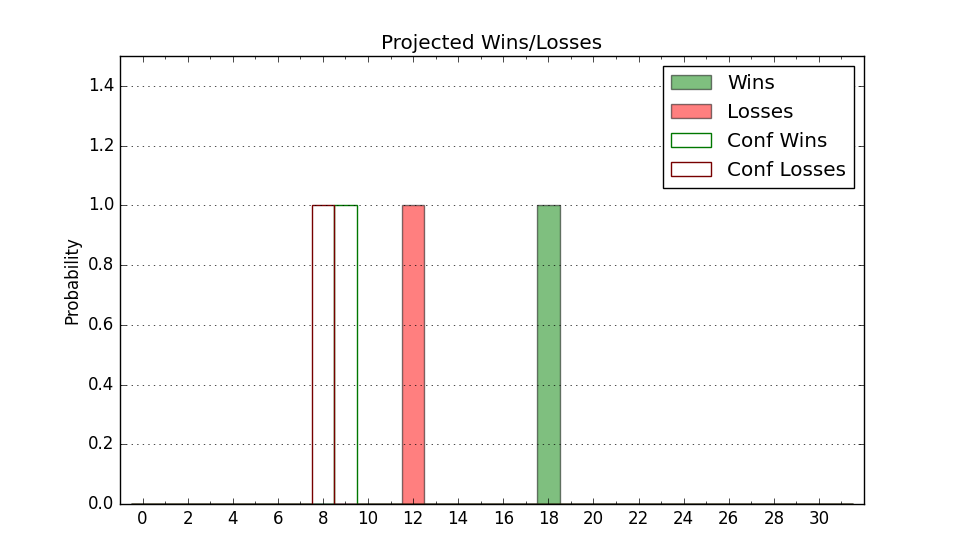 Projected Wins/Losses
Wins
Losses
Conf Wins
Conf Losses
Probability
1.4
1.2
1.0
0.8
0.6
0.4
0.2
0.0
0 2 4 6 8 10 12 14 16 18 20 22 24 26 28 30